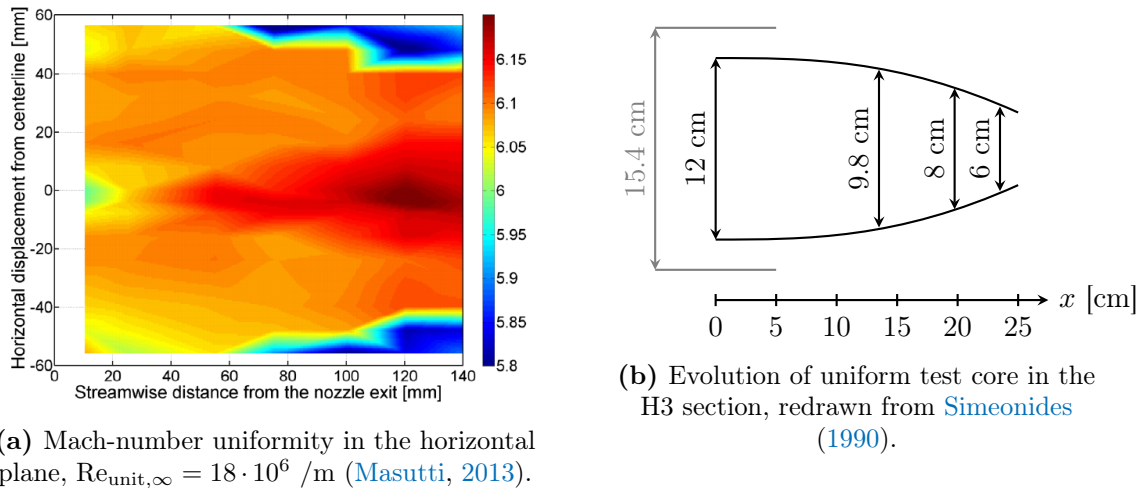 60
40
20
0
-20
-40
-60
Horizontal displacement from centerline [mm]
0 20 40 60 80 100 120 140
Streamwise distance from the nozzle exit [mm]
6.15
6.1
6.05
6
5.95
5.9
5.85
5.8
(a) Mach-number uniformity in the horizontal
plane, Re_unit,∞ = 18 · 10⁶ /m (Masutti, 2013).
15.4 cm
12 cm
9.8 cm
8 cm
6 cm
x [cm]
0 5 10 15 20 25
(b) Evolution of uniform test core in the
H3 section, redrawn from Simeonides
(1990).